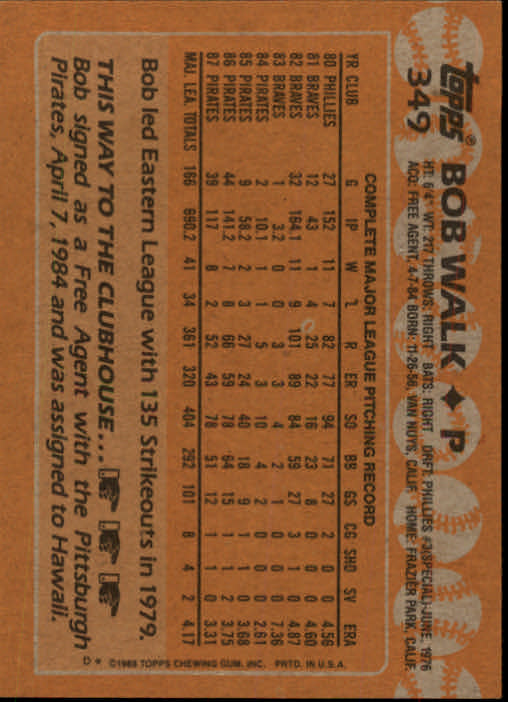 topps® BOB WALK ◆ P
349
HT: 6'4" WT: 217 THROWS: RIGHT BATS: RIGHT DRFT: PHILLIES #3(SPECIAL)-JUNE, 1976
ACQ: FREE AGENT, 4-7-84 BORN: 11-26-56, VAN NUYS, CALIF. HOME: FRAZIER PARK, CALIF.
COMPLETE MAJOR LEAGUE PITCHING RECORD
YR CLUB G IP W L R ER SO BB GS CG SHO SV ERA
80 PHILLIES 27 152 11 7 82 77 94 71 27 2 0 0 4.56
81 BRAVES 12 43 1 4 25 22 16 23 8 0 0 0 4.60
82 BRAVES 32 164.1 11 9 101 89 84 59 27 3 1 0 4.87
83 BRAVES 1 3.2 0 0 3 3 4 2 1 0 0 0 7.36
84 PIRATES 2 10.1 1 1 5 3 10 4 2 0 0 0 2.61
85 PIRATES 9 58.2 2 3 27 24 40 18 9 1 1 0 3.68
86 PIRATES 44 141.2 7 8 66 59 78 64 15 1 1 2 3.75
87 PIRATES 39 117 8 2 52 43 78 51 12 1 1 0 3.31
MAJ. LEA. TOTALS 166 690.2 41 34 361 320 404 292 101 8 4 2 4.17
Bob led Eastern League with 135 Strikeouts in 1979.
THIS WAY TO THE CLUBHOUSE...
Bob signed as a Free Agent with the Pittsburgh
Pirates, April 7, 1984 and was assigned to Hawaii.
D* ©1988 TOPPS CHEWING GUM, INC. PRTD. IN U.S.A.